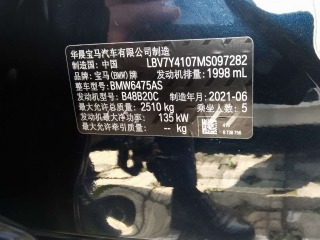 华晨宝马汽车有限公司制造
制造国: 中国 LBV7Y4107MS097282
品牌: 宝马(BMW)牌 发动机排量: 1998 mL
整车型号: BMW6475AS
发动机型号: B48B20C 制造年月: 2021-06
最大允许总质量: 2510 kg 乘坐人数: 5
发动机最大净功率: 135 kW
最大允许牵引质量: -- kg